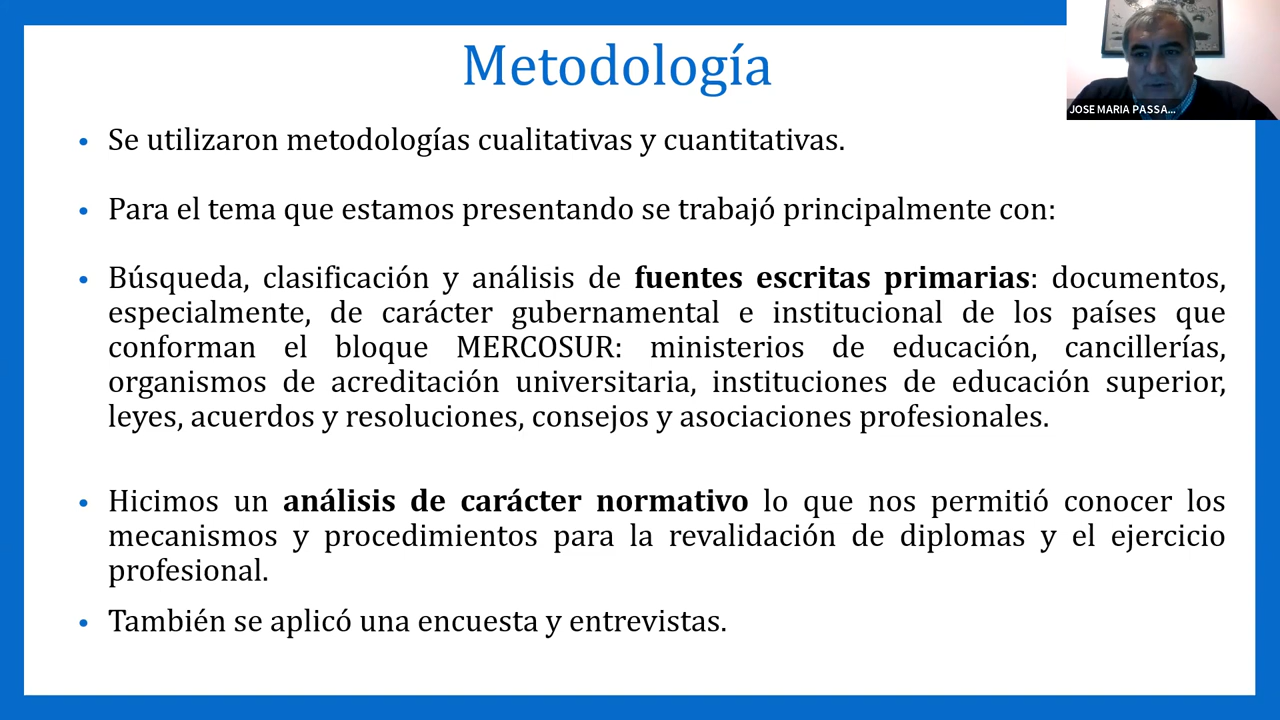 Metodología
JOSE MARIA PASSA...
• Se utilizaron metodologías cualitativas y cuantitativas.
• Para el tema que estamos presentando se trabajó principalmente con:
• Búsqueda, clasificación y análisis de fuentes escritas primarias: documentos,
especialmente, de carácter gubernamental e institucional de los países que
conforman el bloque MERCOSUR: ministerios de educación, cancillerías,
organismos de acreditación universitaria, instituciones de educación superior,
leyes, acuerdos y resoluciones, consejos y asociaciones profesionales.
• Hicimos un análisis de carácter normativo lo que nos permitió conocer los
mecanismos y procedimientos para la revalidación de diplomas y el ejercicio
profesional.
• También se aplicó una encuesta y entrevistas.